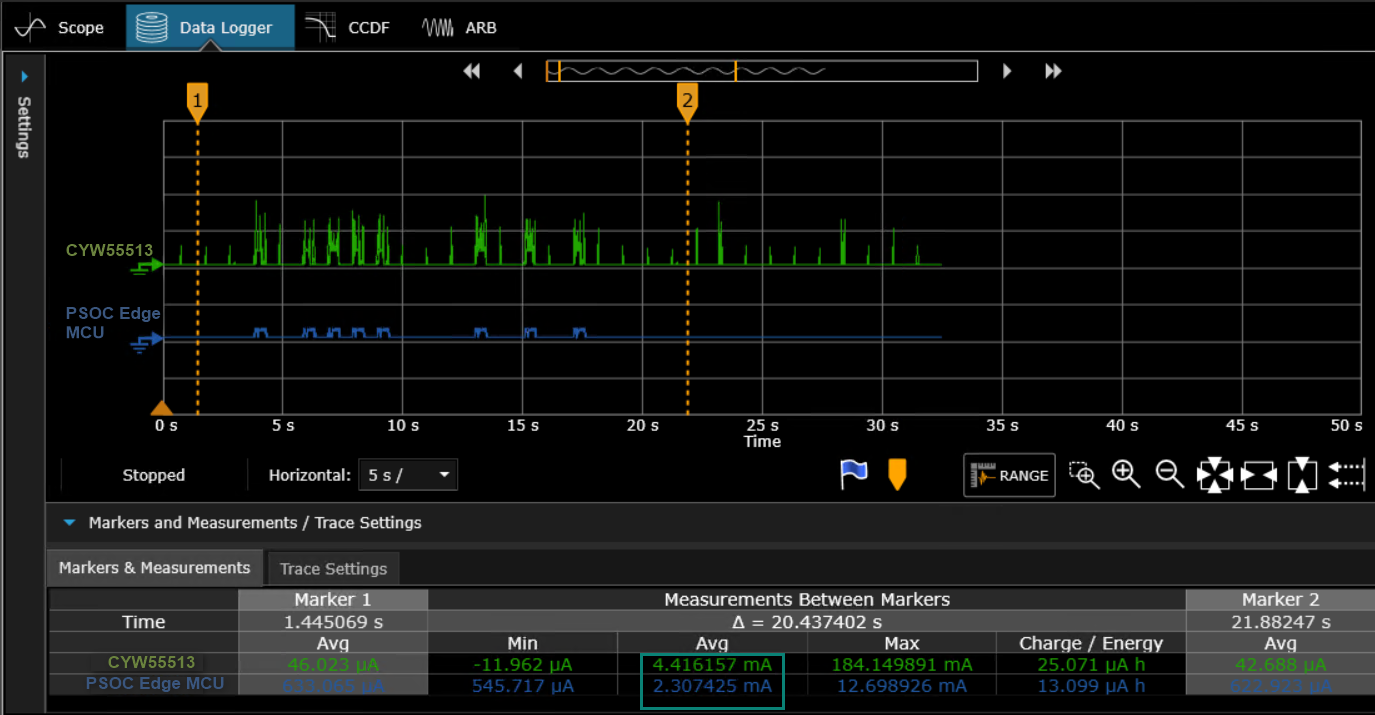 Scope Data Logger CCDF ARB
Settings
1 2
CYW55513
PSOC Edge
MCU
0 s 5 s 10 s 15 s 20 s 25 s 30 s 35 s 40 s 45 s 50 s
Time
Stopped Horizontal: 5 s / RANGE
Markers and Measurements / Trace Settings
Markers & Measurements Trace Settings
Marker 1 Measurements Between Markers Marker 2
Time 1.445069 s Δ = 20.437402 s 21.88247 s
Avg Min Avg Max Charge / Energy Avg
CYW55513 46.023 µA -11.962 µA 4.416157 mA 184.149891 mA 25.071 µA h 42.688 µA
PSOC Edge MCU 545.717 µA 2.307425 mA 12.698926 mA 13.099 µA h